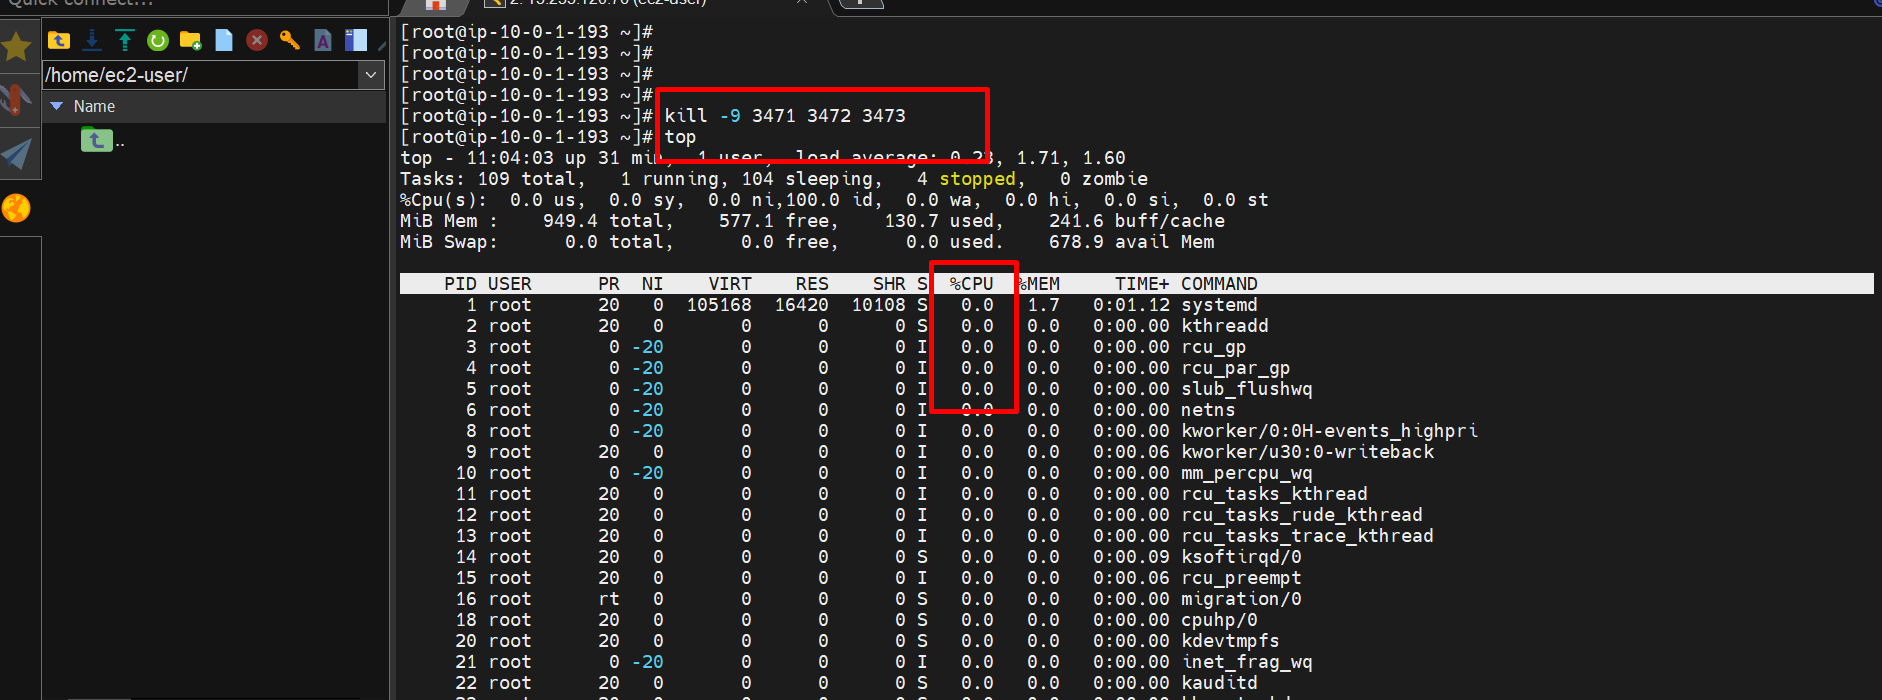 Quick connect...
2. 15.235.120.70 (ec2-user)
/home/ec2-user/
Name
..
[root@ip-10-0-1-193 ~]#
[root@ip-10-0-1-193 ~]#
[root@ip-10-0-1-193 ~]#
[root@ip-10-0-1-193 ~]#
[root@ip-10-0-1-193 ~]# kill -9 3471 3472 3473
[root@ip-10-0-1-193 ~]# top
top - 11:04:03 up 31 min,  1 user,  load average: 0.23, 1.71, 1.60
Tasks: 109 total,   1 running, 104 sleeping,   4 stopped,   0 zombie
%Cpu(s):  0.0 us,  0.0 sy,  0.0 ni,100.0 id,  0.0 wa,  0.0 hi,  0.0 si,  0.0 st
MiB Mem :    949.4 total,    577.1 free,    130.7 used,    241.6 buff/cache
MiB Swap:      0.0 total,      0.0 free,      0.0 used.    678.9 avail Mem
PID USER      PR  NI    VIRT    RES    SHR S  %CPU  %MEM     TIME+ COMMAND
1 root      20   0  105168  16420  10108 S   0.0   1.7   0:01.12 systemd
2 root      20   0       0      0      0 S   0.0   0.0   0:00.00 kthreadd
3 root       0 -20       0      0      0 I   0.0   0.0   0:00.00 rcu_gp
4 root       0 -20       0      0      0 I   0.0   0.0   0:00.00 rcu_par_gp
5 root       0 -20       0      0      0 I   0.0   0.0   0:00.00 slub_flushwq
6 root       0 -20       0      0      0 I   0.0   0.0   0:00.00 netns
8 root       0 -20       0      0      0 I   0.0   0.0   0:00.00 kworker/0:0H-events_highpri
9 root      20   0       0      0      0 I   0.0   0.0   0:00.06 kworker/u30:0-writeback
10 root       0 -20       0      0      0 I   0.0   0.0   0:00.00 mm_percpu_wq
11 root      20   0       0      0      0 I   0.0   0.0   0:00.00 rcu_tasks_kthread
12 root      20   0       0      0      0 I   0.0   0.0   0:00.00 rcu_tasks_rude_kthread
13 root      20   0       0      0      0 I   0.0   0.0   0:00.00 rcu_tasks_trace_kthread
14 root      20   0       0      0      0 S   0.0   0.0   0:00.09 ksoftirqd/0
15 root      20   0       0      0      0 I   0.0   0.0   0:00.06 rcu_preempt
16 root      rt   0       0      0      0 S   0.0   0.0   0:00.00 migration/0
18 root      20   0       0      0      0 S   0.0   0.0   0:00.00 cpuhp/0
20 root      20   0       0      0      0 S   0.0   0.0   0:00.00 kdevtmpfs
21 root       0 -20       0      0      0 I   0.0   0.0   0:00.00 inet_frag_wq
22 root      20   0       0      0      0 S   0.0   0.0   0:00.00 kauditd